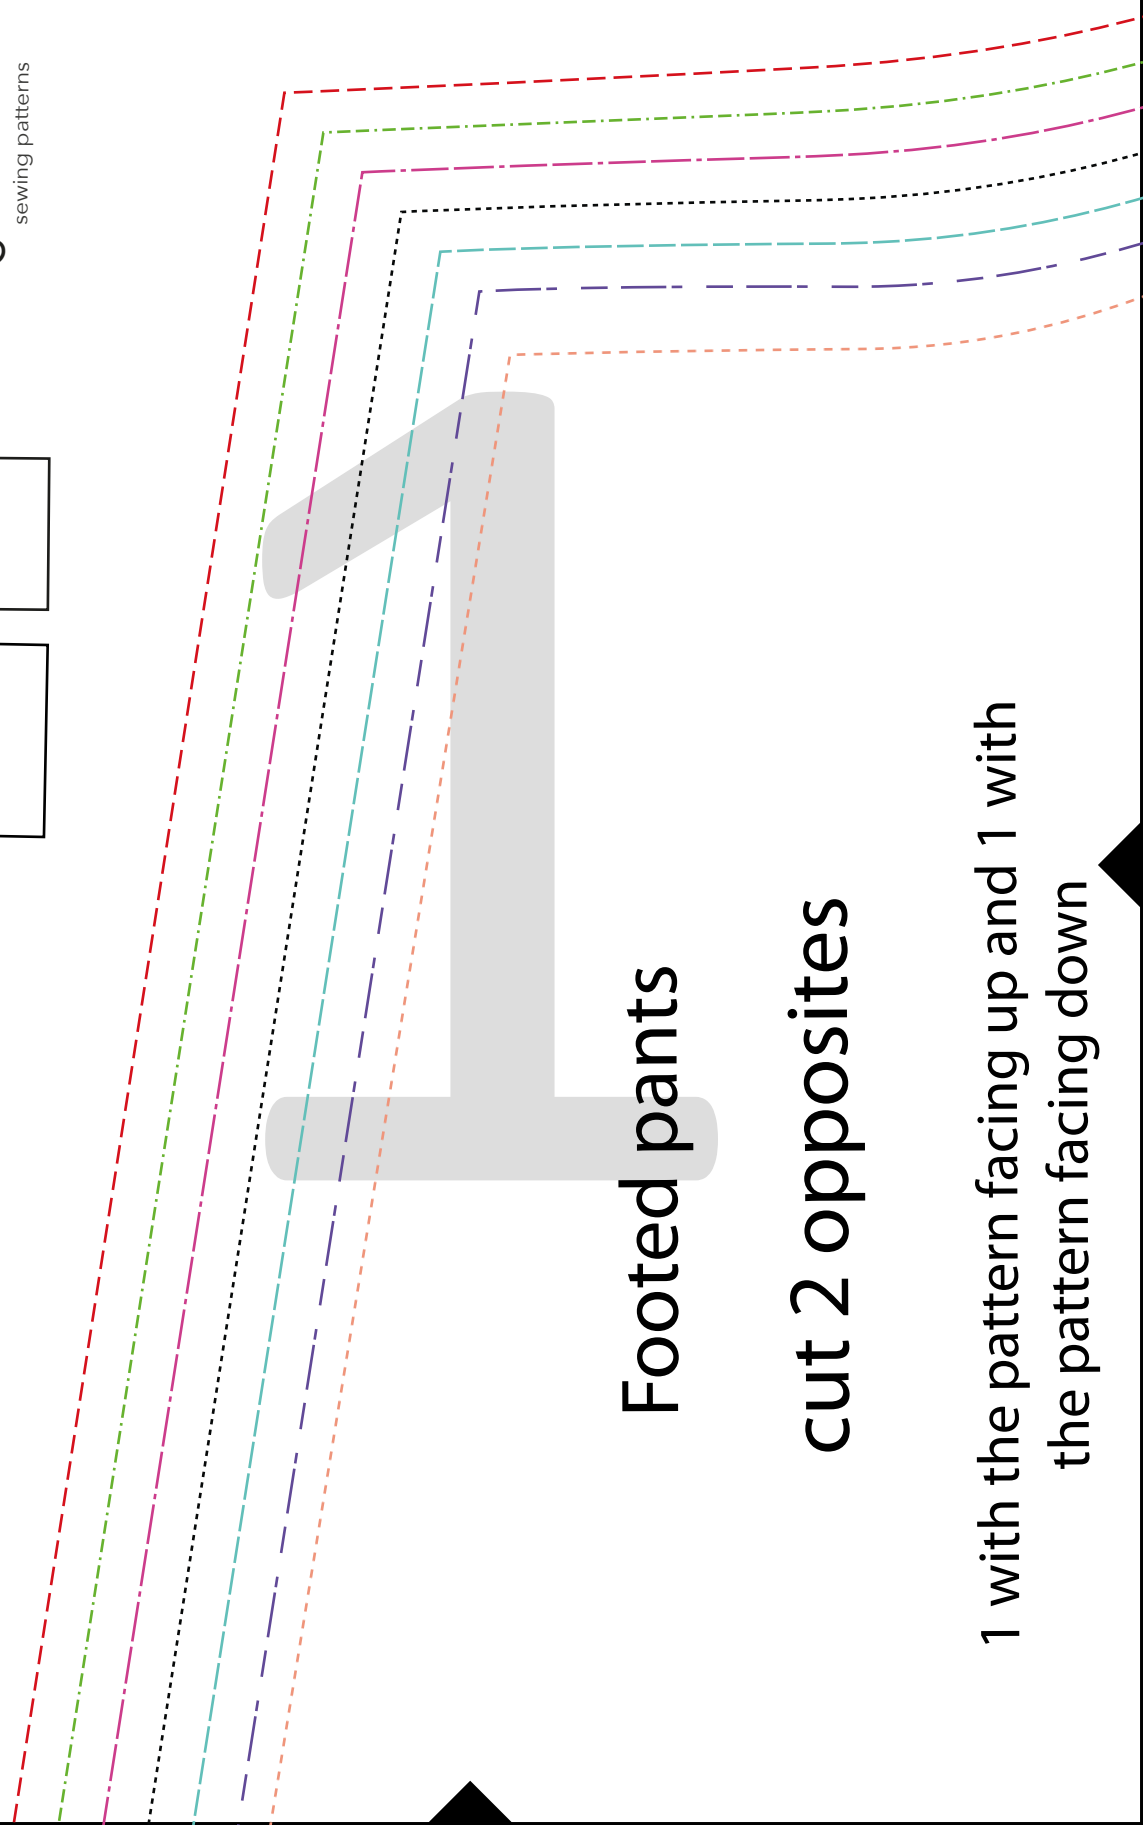 sewing patterns
1
Footed pants
cut 2 opposites
1 with the pattern facing up and 1 with
the pattern facing down